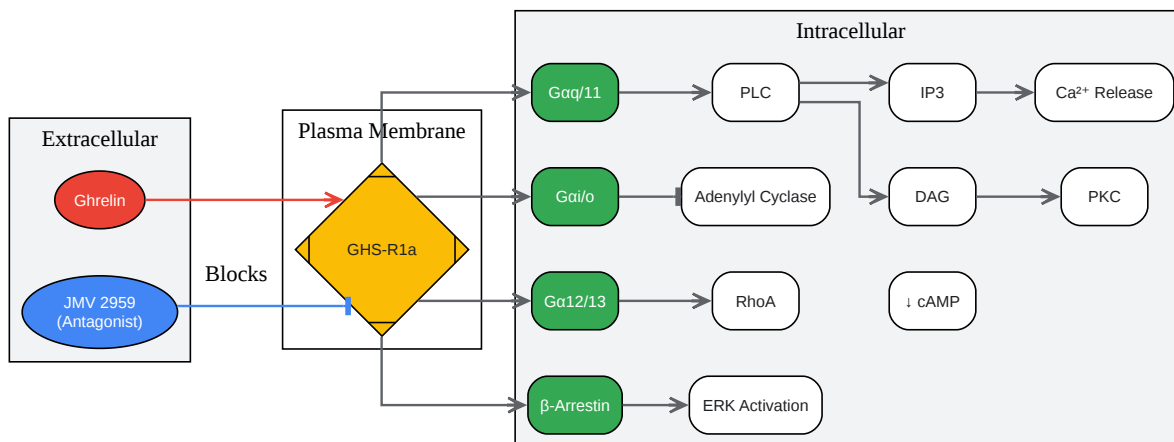 Intracellular
Gαq/11
PLC
IP3
Ca²⁺ Release
Plasma Membrane
Extracellular
Ghrelin
Gαi/o
Adenylyl Cyclase
DAG
PKC
GHS-R1a
Blocks
JMV 2959
(Antagonist)
Gα12/13
RhoA
↓ cAMP
β-Arrestin
ERK Activation